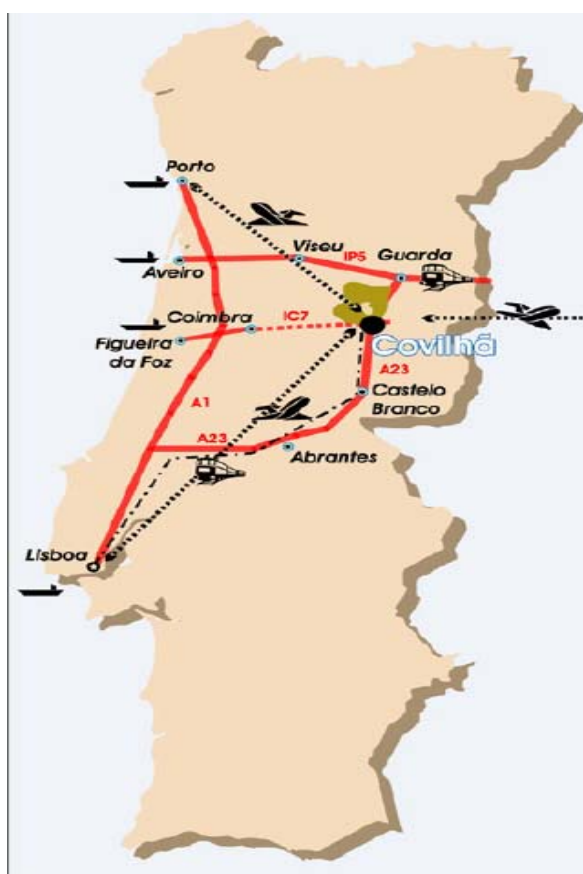 Porto
Viseu
IP5
Guarda
Aveiro
Coimbra
IC7
Figueira
da Foz
Covilhã
A23
A1
Castelo
Branco
A23
Abrantes
Lisboa